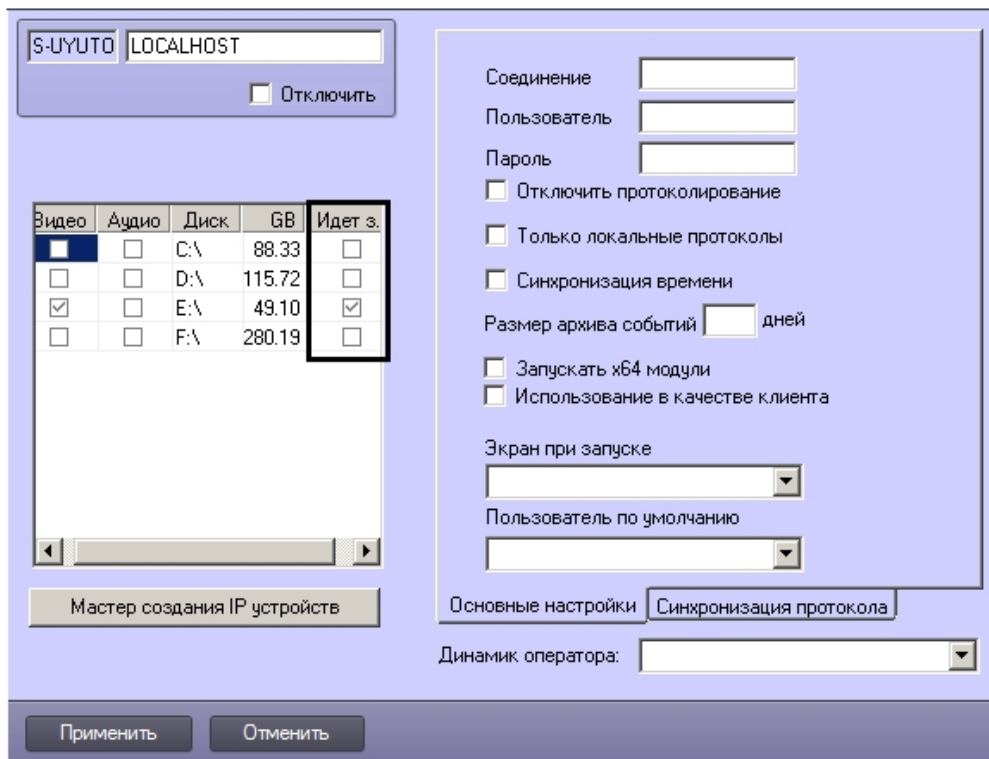 S-UYUTO LOCALHOST
Отключить
Видео Аудио Диск GB Идет з.
C:\ 88.33
D:\ 115.72
E:\ 49.10
F:\ 280.19
Мастер создания IP устройств
Соединение
Пользователь
Пароль
Отключить протоколирование
Только локальные протоколы
Синхронизация времени
Размер архива событий дней
Запускать x64 модули
Использование в качестве клиента
Экран при запуске
Пользователь по умолчанию
Основные настройки Синхронизация протокола
Динамик оператора:
Применить Отменить